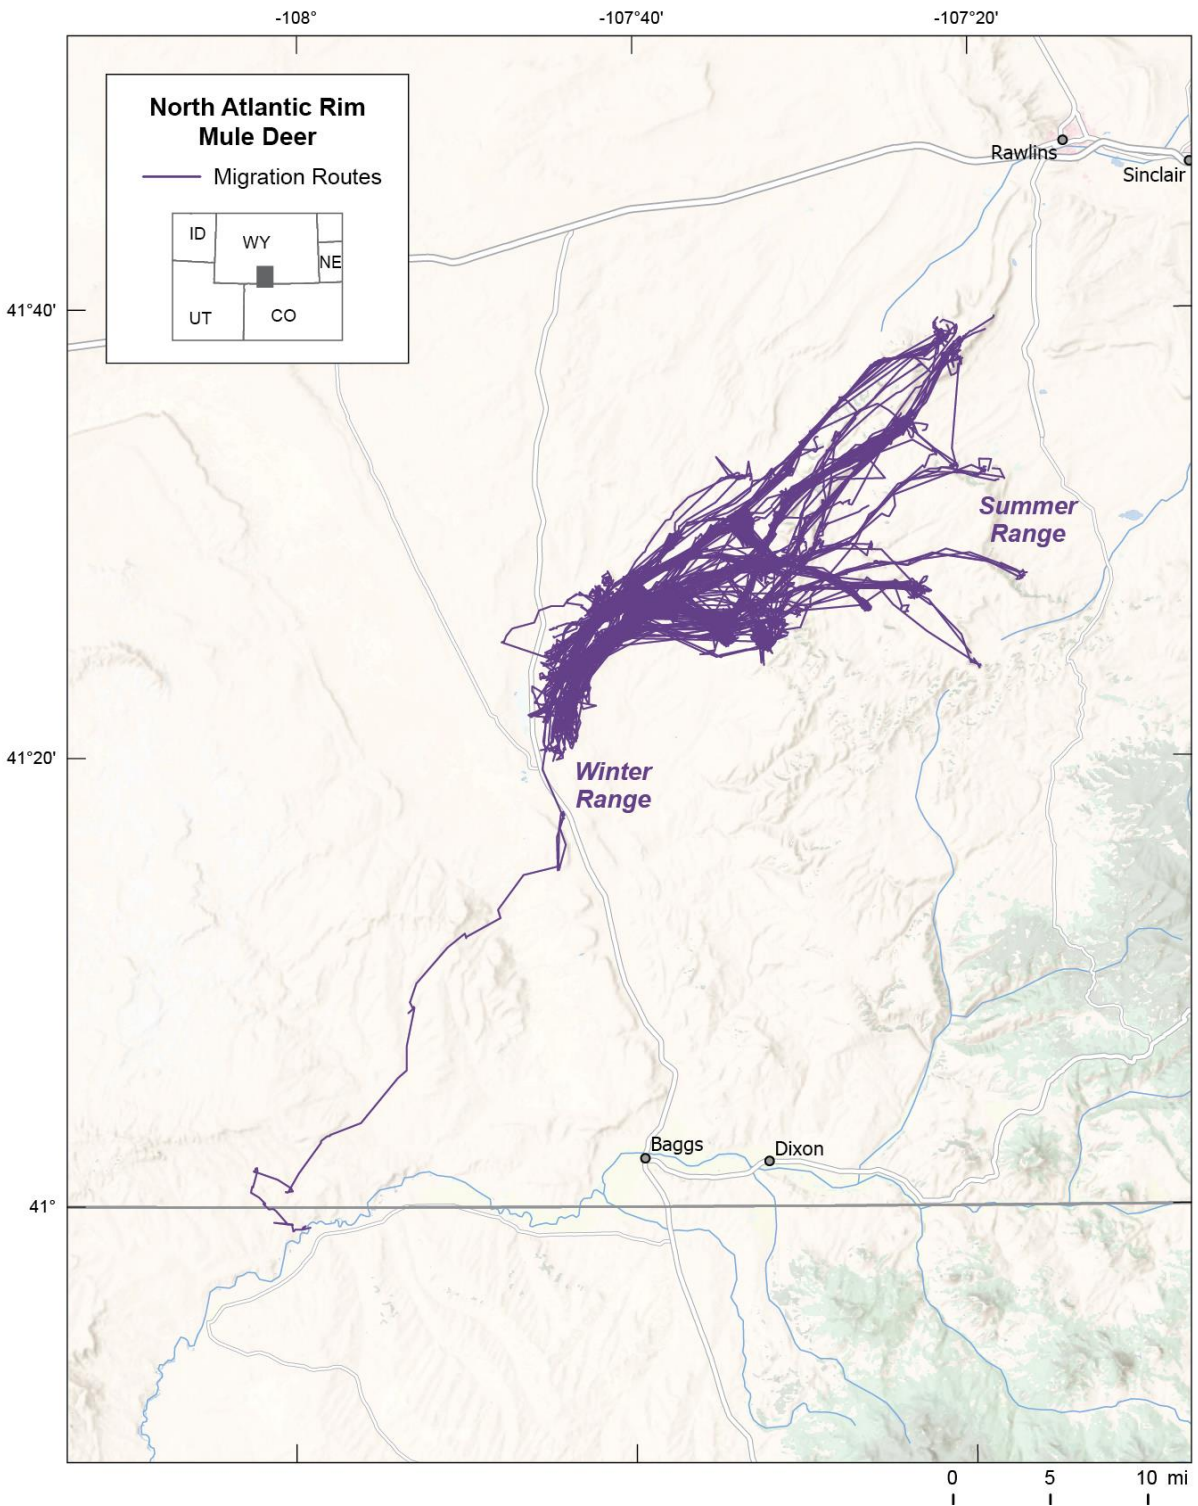 -108°
-107°40'
-107°20'
North Atlantic Rim
Mule Deer
Migration Routes
ID
WY
NE
UT
CO
Rawlins
Sinclair
41°40'
Summer
Range
41°20'
Winter
Range
Baggs
Dixon
41°
0 5 10 mi